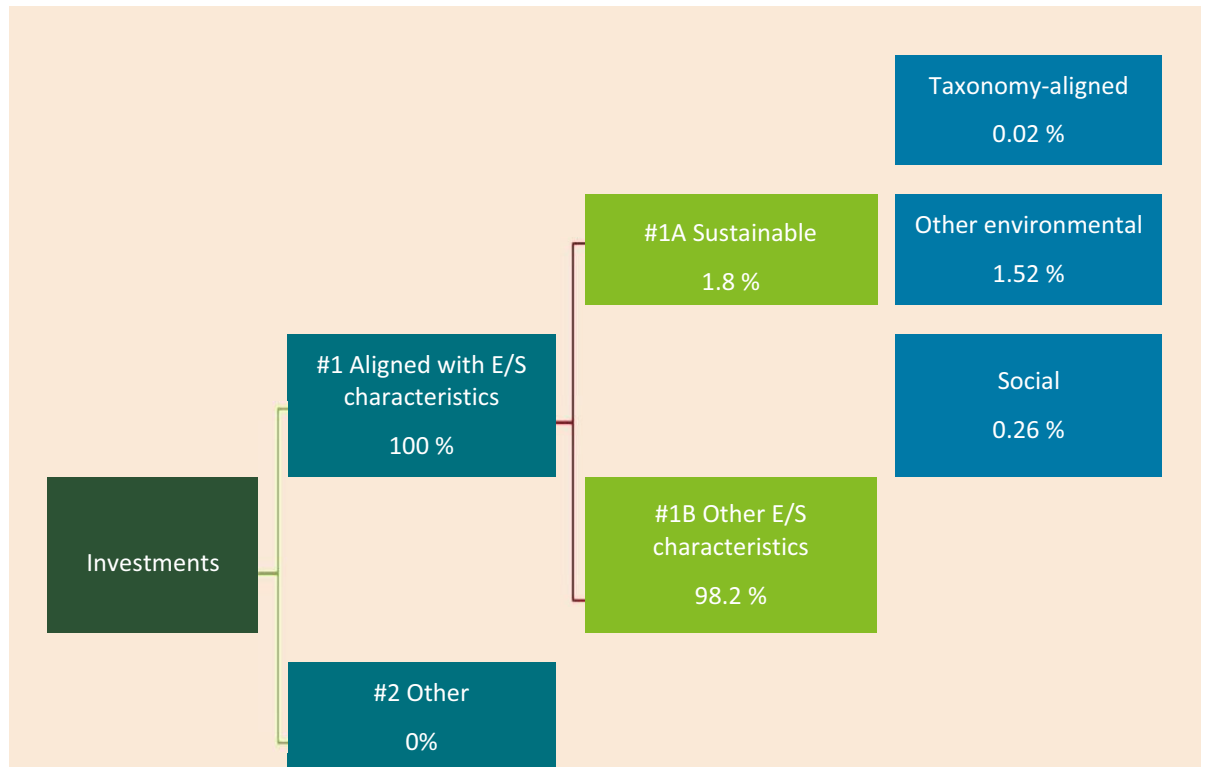 Taxonomy-aligned
0.02 %
#1A Sustainable
1.8 %
Other environmental
1.52 %
#1 Aligned with E/S
characteristics
100 %
Social
0.26 %
Investments
#1B Other E/S
characteristics
98.2 %
#2 Other
0%